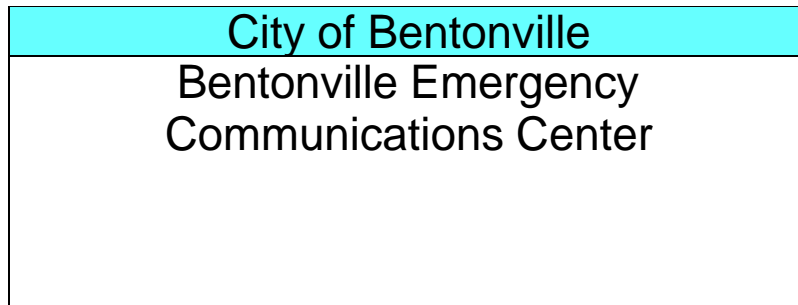 City of Bentonville
Bentonville Emergency
Communications Center